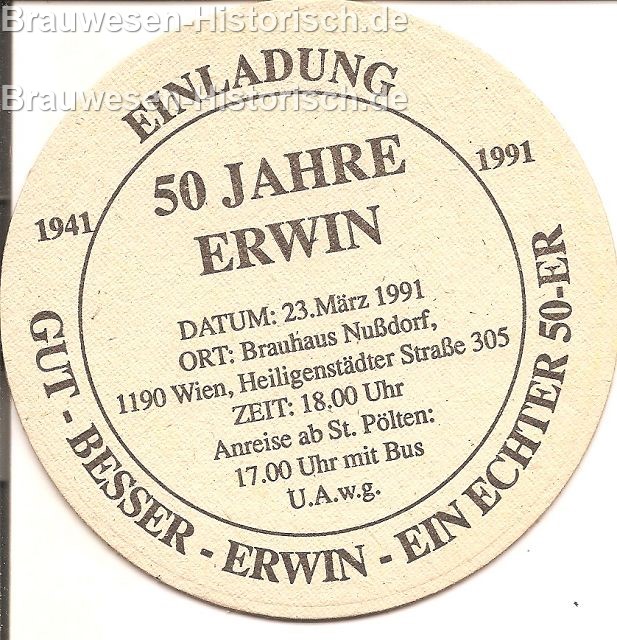 Brauwesen-Historisch.de
Brauwesen-Historisch.de
EINLADUNG
1941
1991
50 JAHRE
ERWIN
DATUM: 23.März 1991
ORT: Brauhaus Nußdorf,
1190 Wien, Heiligenstädter Straße 305
ZEIT: 18.00 Uhr
Anreise ab St. Pölten:
17.00 Uhr mit Bus
U.A.w.g.
GUT - BESSER - ERWIN - EIN ECHTER 50-ER